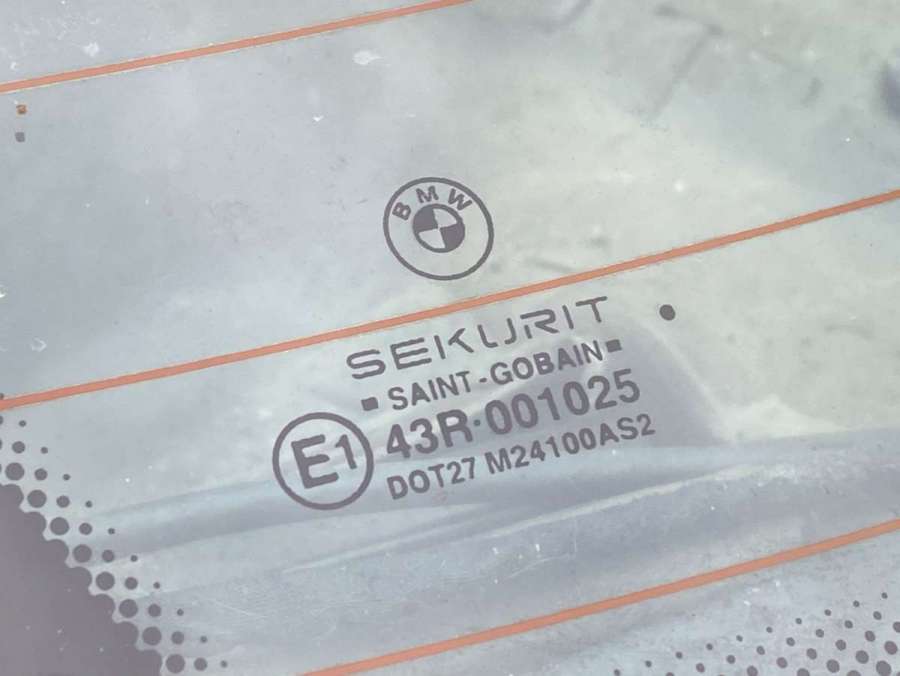 BMW
SEKURIT
SAINT-GOBAIN
E1 43R·001025
DOT27 M24100AS2